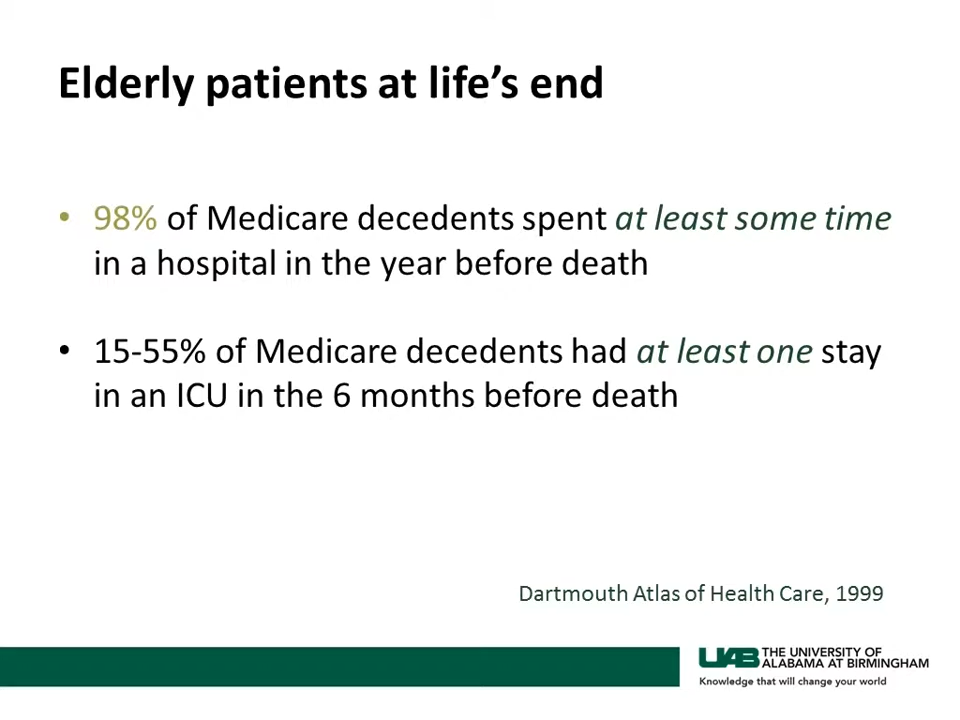 Elderly patients at life’s end
• 98% of Medicare decedents spent at least some time
in a hospital in the year before death
• 15-55% of Medicare decedents had at least one stay
in an ICU in the 6 months before death
Dartmouth Atlas of Health Care, 1999
UAB THE UNIVERSITY OF
ALABAMA AT BIRMINGHAM
Knowledge that will change your world